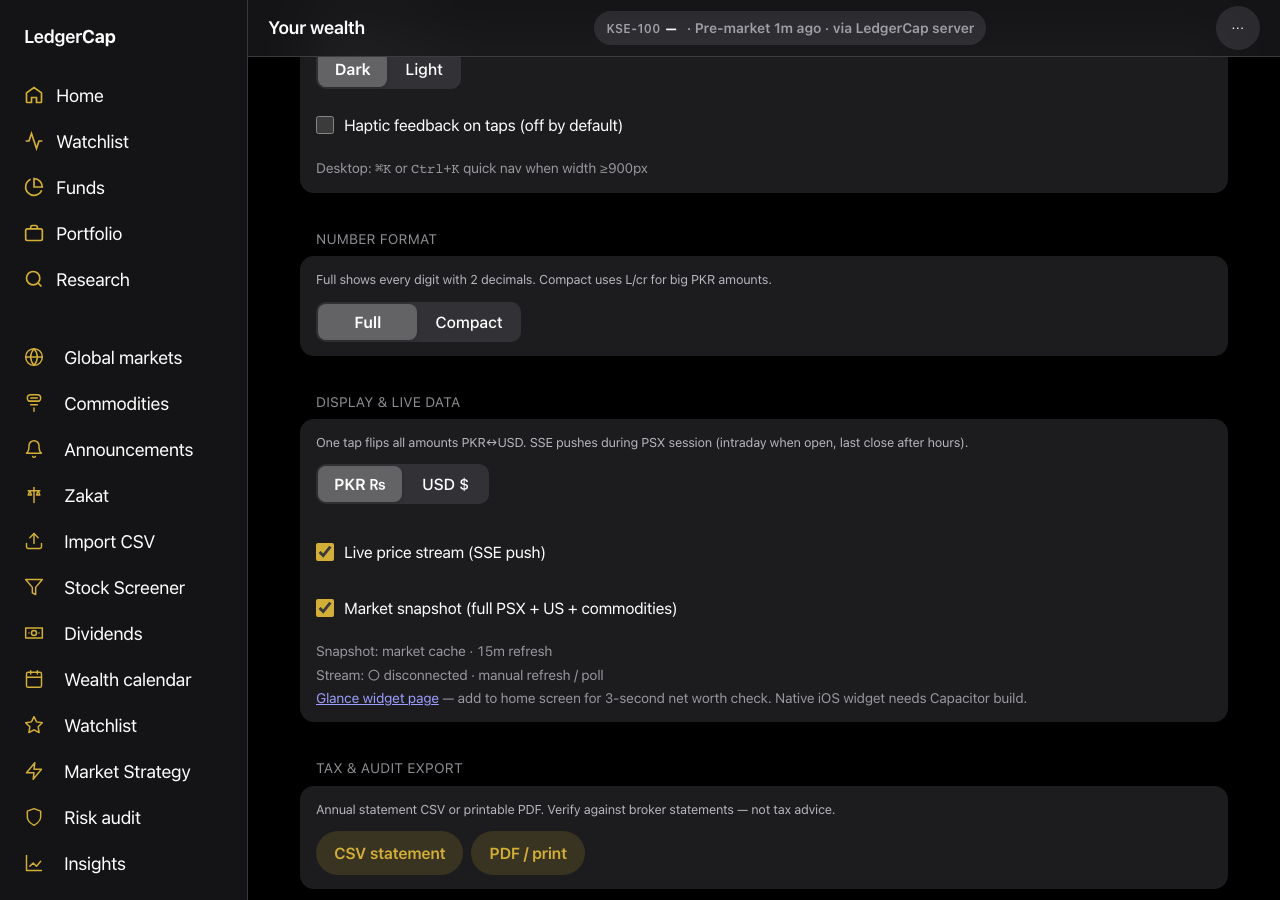 LedgerCap
Home
Watchlist
Funds
Portfolio
Research
Global markets
Commodities
Announcements
Zakat
Import CSV
Stock Screener
Dividends
Wealth calendar
Watchlist
Market Strategy
Risk audit
Insights
Your wealth
KSE-100 — · Pre-market 1m ago · via LedgerCap server
...
Dark Light
Haptic feedback on taps (off by default)
Desktop: ⌘K or Ctrl+K quick nav when width ≥900px
NUMBER FORMAT
Full shows every digit with 2 decimals. Compact uses L/cr for big PKR amounts.
Full Compact
DISPLAY & LIVE DATA
One tap flips all amounts PKR↔USD. SSE pushes during PSX session (intraday when open, last close after hours).
PKR ₨ USD $
Live price stream (SSE push)
Market snapshot (full PSX + US + commodities)
Snapshot: market cache · 15m refresh
Stream: ○ disconnected · manual refresh / poll
Glance widget page — add to home screen for 3-second net worth check. Native iOS widget needs Capacitor build.
TAX & AUDIT EXPORT
Annual statement CSV or printable PDF. Verify against broker statements — not tax advice.
CSV statement PDF / print